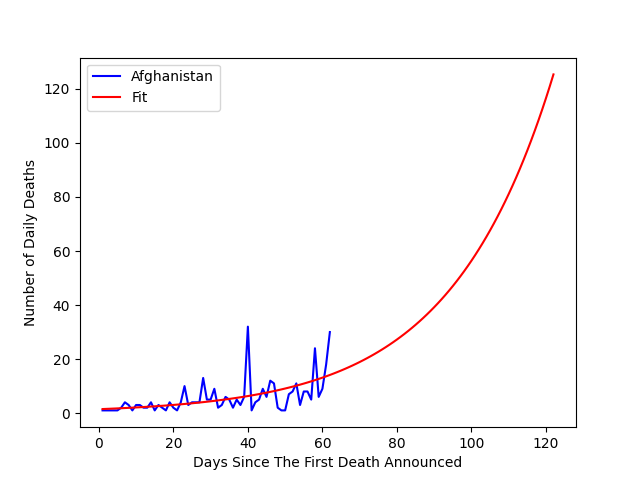 Afghanistan
Fit
Number of Daily Deaths
120
100
80
60
40
20
0
0 20 40 60 80 100 120
Days Since The First Death Announced